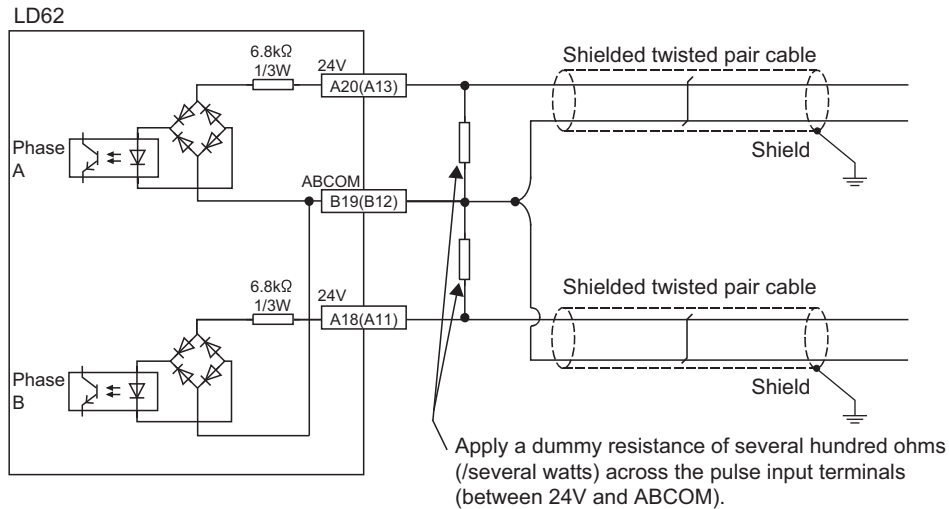 LD62
6.8kΩ
1/3W
24V
A20(A13)
Shielded twisted pair cable
Phase
A
Shield
ABCOM
B19(B12)
6.8kΩ
1/3W
24V
A18(A11)
Shielded twisted pair cable
Phase
B
Shield
Apply a dummy resistance of several hundred ohms
(/several watts) across the pulse input terminals
(between 24V and ABCOM).